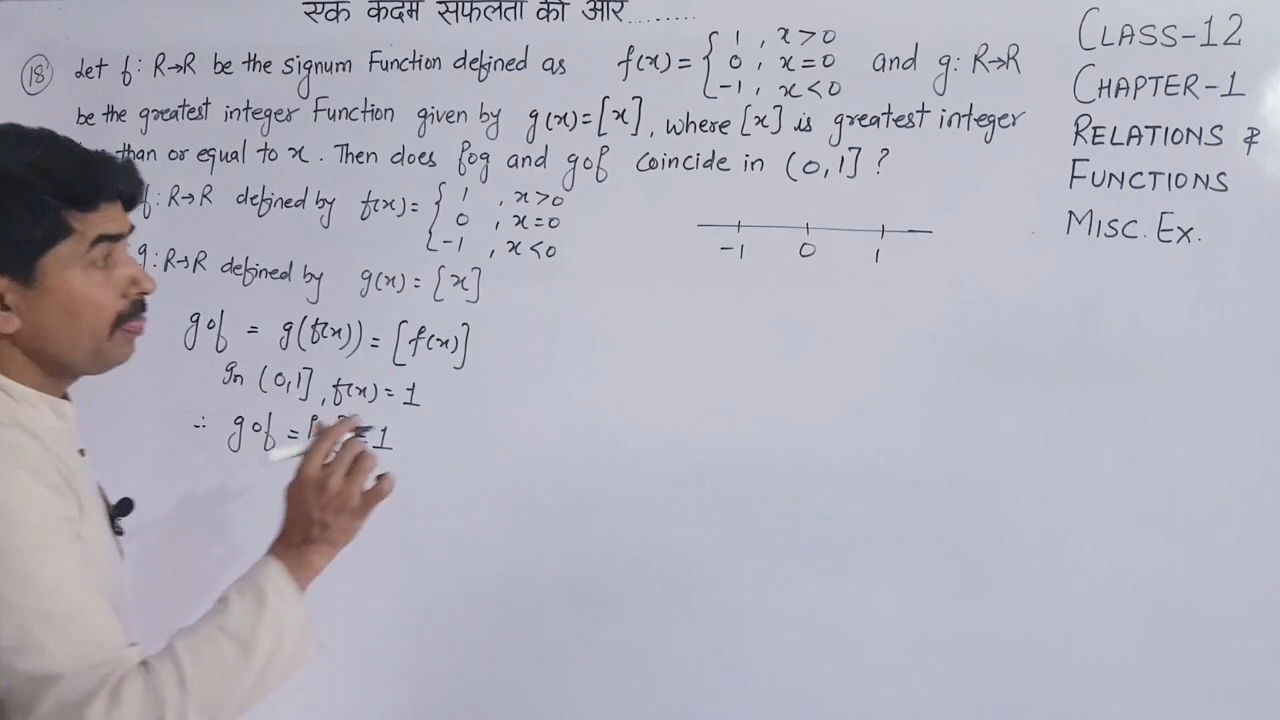 एक कदम सफलता की ओर........
18 Let f: R→R be the signum Function defined as f(x) = { 1 , x>0
0 , x=0
-1 , x<0 and g: R→R
be the greatest integer Function given by g(x)=[x], where [x] is greatest integer
than or equal to x. Then does fog and gof coincide in (0,1] ?
f: R→R defined by f(x) = { 1 , x>0
0 , x=0
-1 , x<0
g: R→R defined by g(x) = [x]
gof = g(f(x)) = [f(x)]
In (0,1], f(x) = 1
∴ gof = = 1
-1 0 1
CLASS-12
CHAPTER-1
RELATIONS &
FUNCTIONS
MISC. EX.